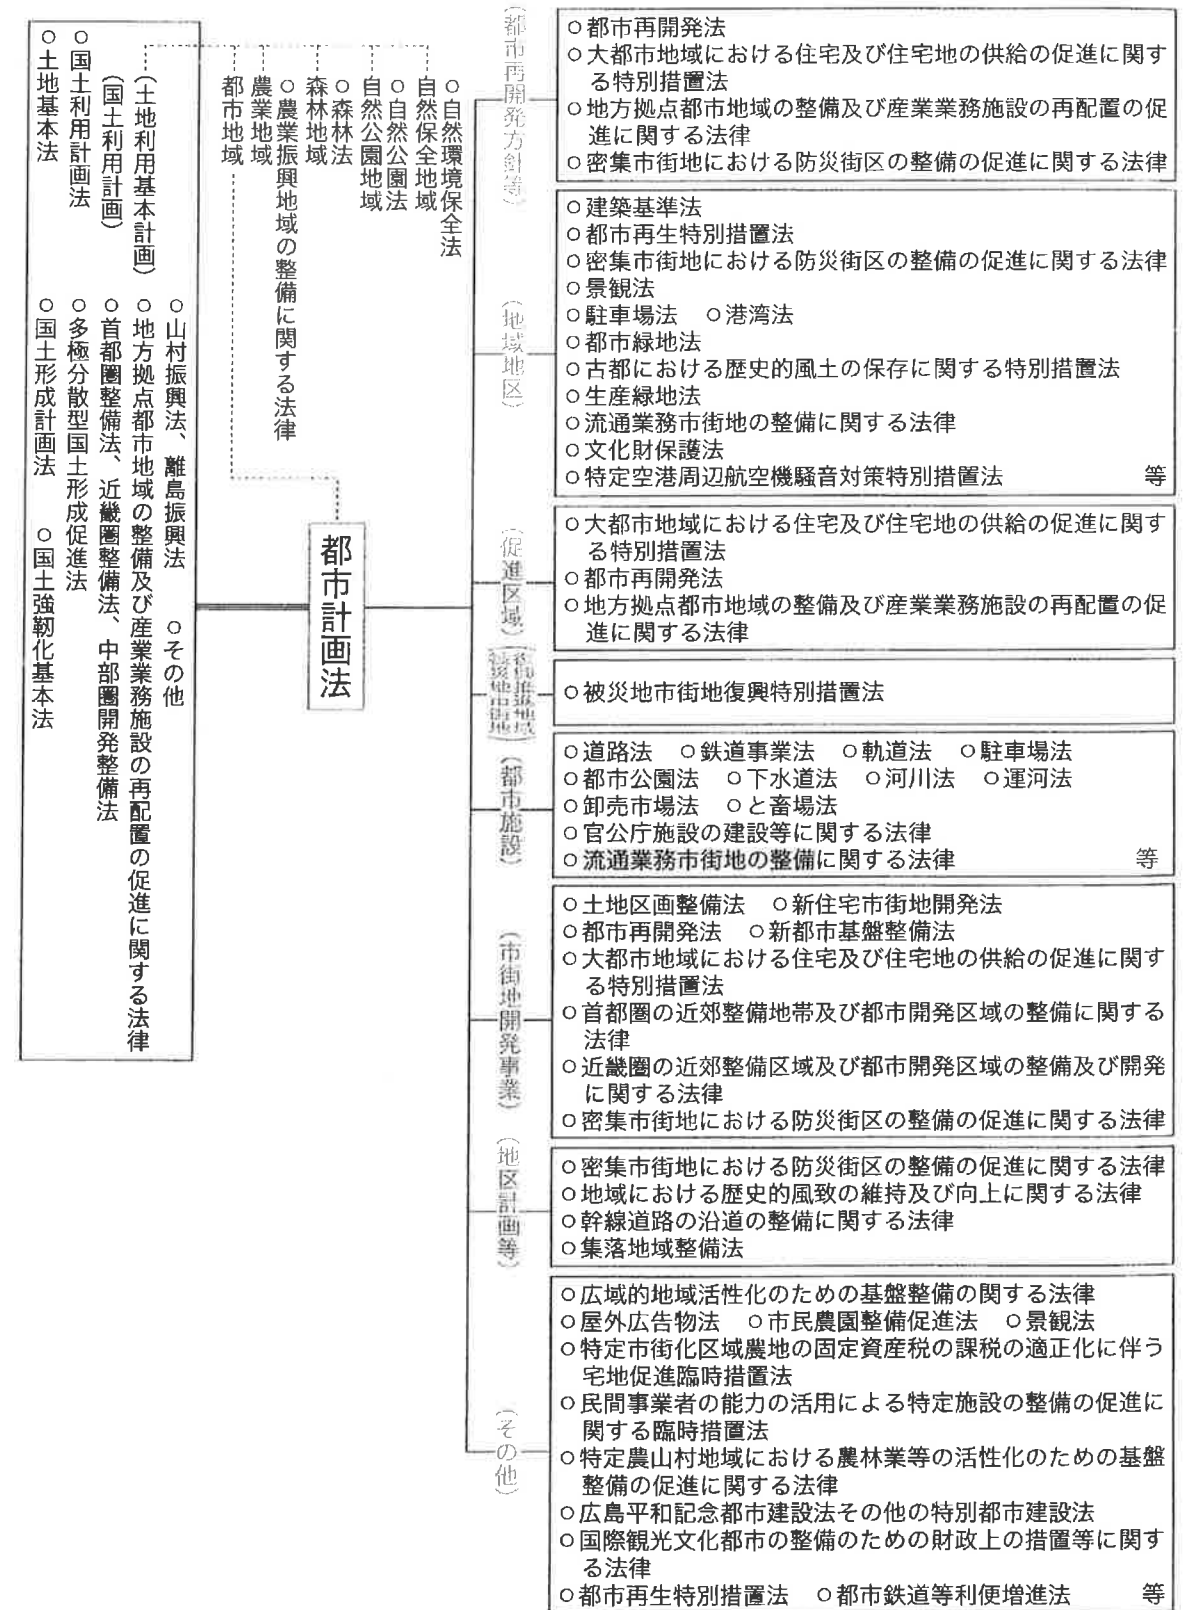 ○土地基本法
○国土利用計画法
(国土利用計画)
(土地利用基本計画)
○国土形成計画法　○国土強靭化基本法
○多極分散型国土形成促進法
○首都圏整備法、近畿圏整備法、中部圏開発整備法
○地方拠点都市地域の整備及び産業業務施設の再配置の促進に関する法律
○山村振興法、離島振興法　○その他
都市地域
農業地域
○農業振興地域の整備に関する法律
森林地域
○森林法
自然公園地域
○自然公園法
自然保全地域
○自然環境保全法
都市計画法
(都市再開発方針等)
○都市再開発法
○大都市地域における住宅及び住宅地の供給の促進に関す
る特別措置法
○地方拠点都市地域の整備及び産業業務施設の再配置の促
進に関する法律
○密集市街地における防災街区の整備の促進に関する法律
(地域地区)
○建築基準法
○都市再生特別措置法
○密集市街地における防災街区の整備の促進に関する法律
○景観法
○駐車場法　○港湾法
○都市緑地法
○古都における歴史的風土の保存に関する特別措置法
○生産緑地法
○流通業務市街地の整備に関する法律
○文化財保護法
○特定空港周辺航空機騒音対策特別措置法　等
(促進区域)
○大都市地域における住宅及び住宅地の供給の促進に関す
る特別措置法
○都市再開発法
○地方拠点都市地域の整備及び産業業務施設の再配置の促
進に関する法律
(被災地市街地
復興推進地域)
○被災地市街地復興特別措置法
(都市施設)
○道路法　○鉄道事業法　○軌道法　○駐車場法
○都市公園法　○下水道法　○河川法　○運河法
○卸売市場法　○と畜場法
○官公庁施設の建設等に関する法律
○流通業務市街地の整備に関する法律　等
(市街地開発事業)
○土地区画整備法　○新住宅市街地開発法
○都市再開発法　○新都市基盤整備法
○大都市地域における住宅及び住宅地の供給の促進に関す
る特別措置法
○首都圏の近郊整備地帯及び都市開発区域の整備に関する
法律
○近畿圏の近郊整備区域及び都市開発区域の整備及び開発
に関する法律
○密集市街地における防災街区の整備の促進に関する法律
(地区計画等)
○密集市街地における防災街区の整備の促進に関する法律
○地域における歴史的風致の維持及び向上に関する法律
○幹線道路の沿道の整備に関する法律
○集落地域整備法
(その他)
○広域的地域活性化のための基盤整備の関する法律
○屋外広告物法　○市民農園整備促進法　○景観法
○特定市街化区域農地の固定資産税の課税の適正化に伴う
宅地促進臨時措置法
○民間事業者の能力の活用による特定施設の整備の促進に
関する臨時措置法
○特定農山村地域における農林業等の活性化のための基盤
整備の促進に関する法律
○広島平和記念都市建設法その他の特別都市建設法
○国際観光文化都市の整備のための財政上の措置等に関す
る法律
○都市再生特別措置法　○都市鉄道等利便増進法　等